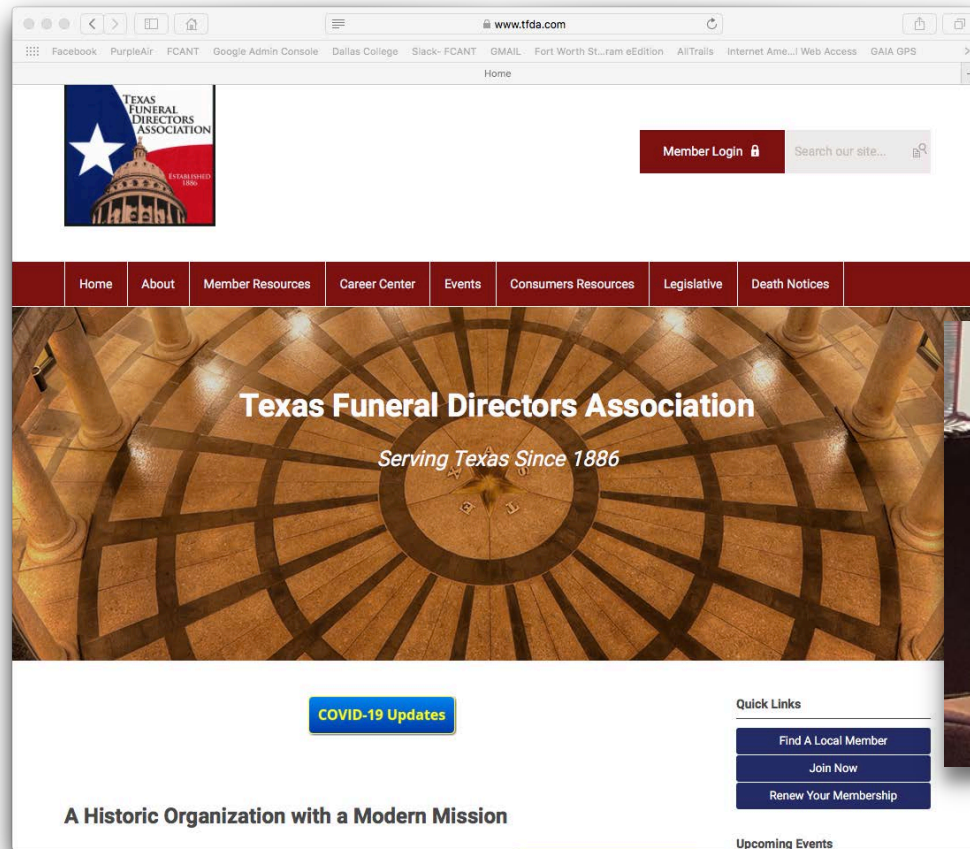 www.tfda.com
Facebook PurpleAir FCANT Google Admin Console Dallas College Slack- FCANT GMAIL Fort Worth St...ram eEdition AllTrails Internet Ame...l Web Access GAIA GPS
Home
TEXAS
FUNERAL
DIRECTORS
ASSOCIATION
ESTABLISHED
1886
Member Login
Search our site...
Home About Member Resources Career Center Events Consumers Resources Legislative Death Notices
Texas Funeral Directors Association
Serving Texas Since 1886
COVID-19 Updates
Quick Links
Find A Local Member
Join Now
Renew Your Membership
A Historic Organization with a Modern Mission
Upcoming Events